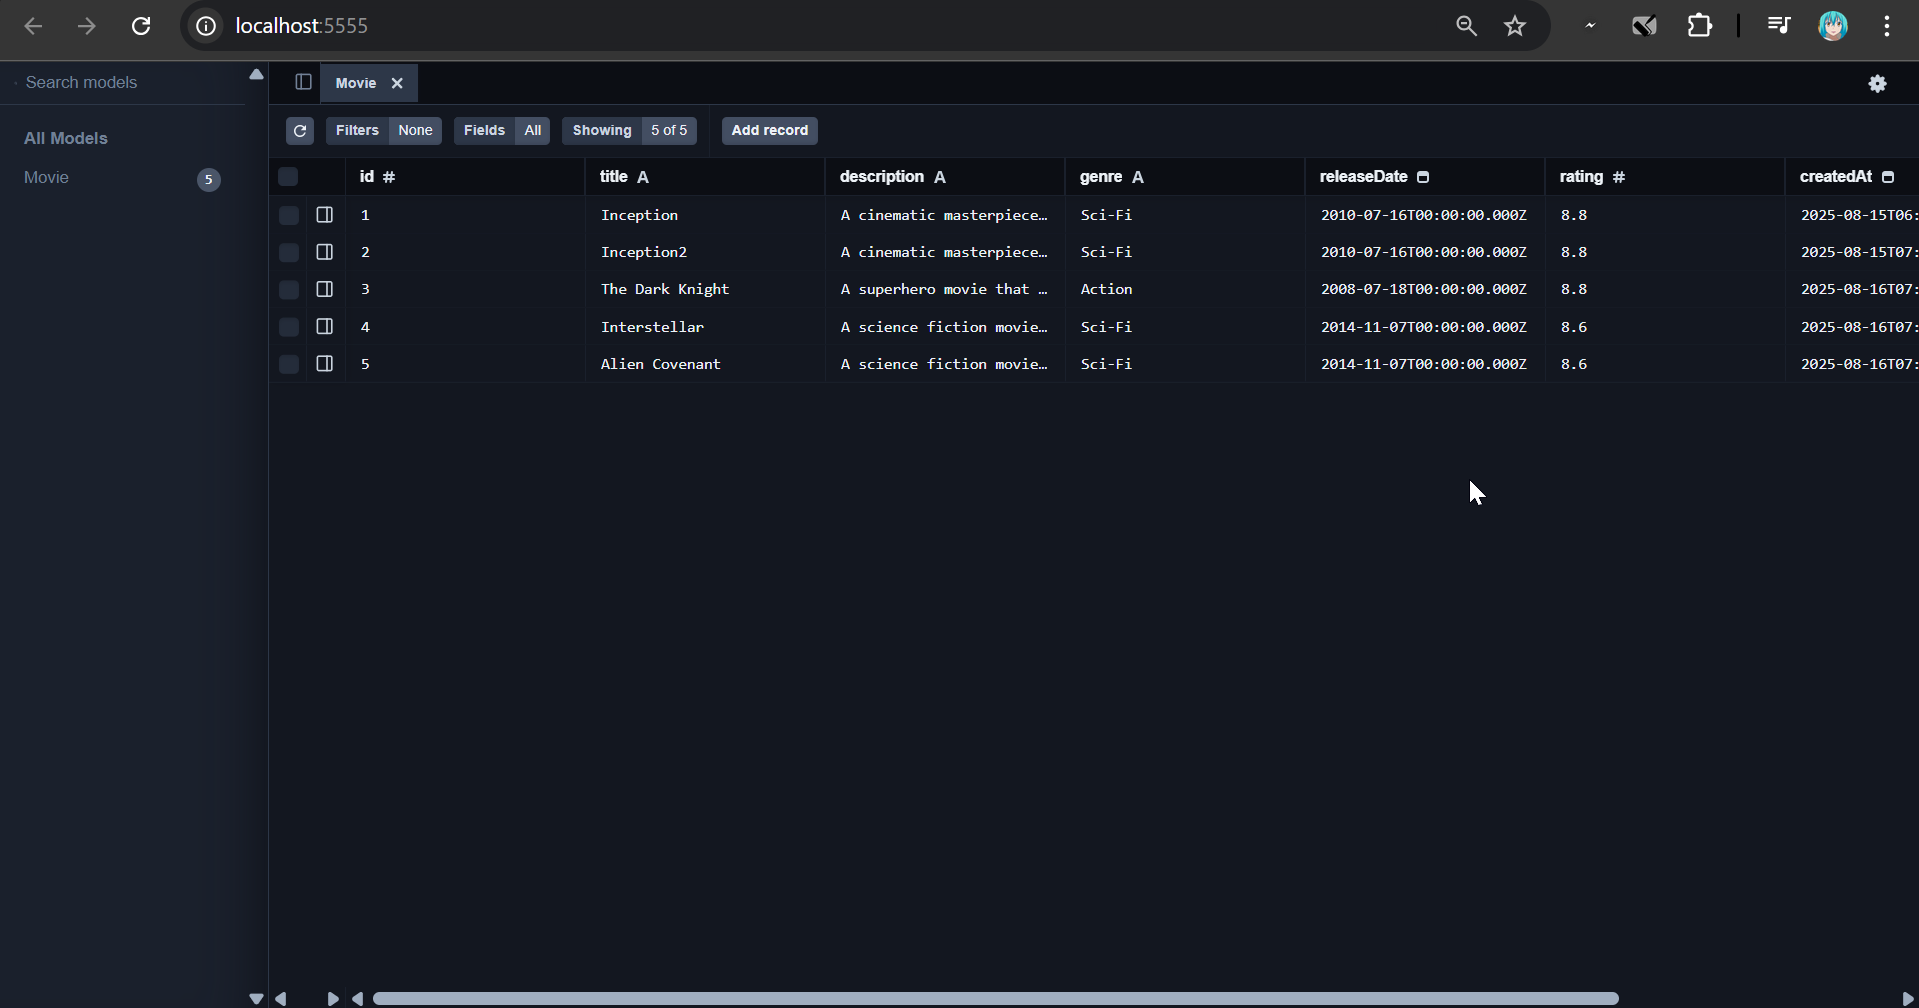 localhost:5555
Search models
Movie
All Models
Movie 5
Filters None Fields All Showing 5 of 5 Add record
id # title A description A genre A releaseDate rating # createdAt
1 Inception A cinematic masterpiece… Sci-Fi 2010-07-16T00:00:00.000Z 8.8 2025-08-15T06:
2 Inception2 A cinematic masterpiece… Sci-Fi 2010-07-16T00:00:00.000Z 8.8 2025-08-15T07:
3 The Dark Knight A superhero movie that … Action 2008-07-18T00:00:00.000Z 8.8 2025-08-16T07:
4 Interstellar A science fiction movie… Sci-Fi 2014-11-07T00:00:00.000Z 8.6 2025-08-16T07:
5 Alien Covenant A science fiction movie… Sci-Fi 2014-11-07T00:00:00.000Z 8.6 2025-08-16T07: